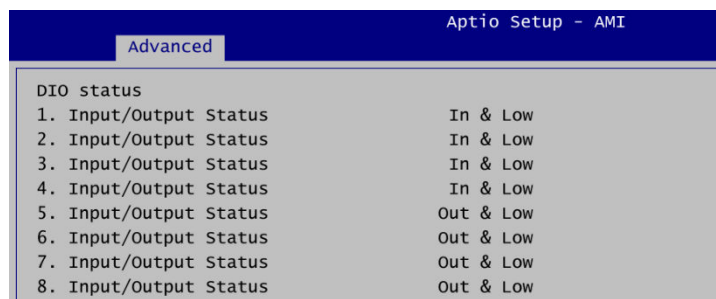 Aptio Setup - AMI
Advanced
DIO status
1. Input/Output Status In & Low
2. Input/Output Status In & Low
3. Input/Output Status In & Low
4. Input/Output Status In & Low
5. Input/Output Status Out & Low
6. Input/Output Status Out & Low
7. Input/Output Status Out & Low
8. Input/Output Status Out & Low